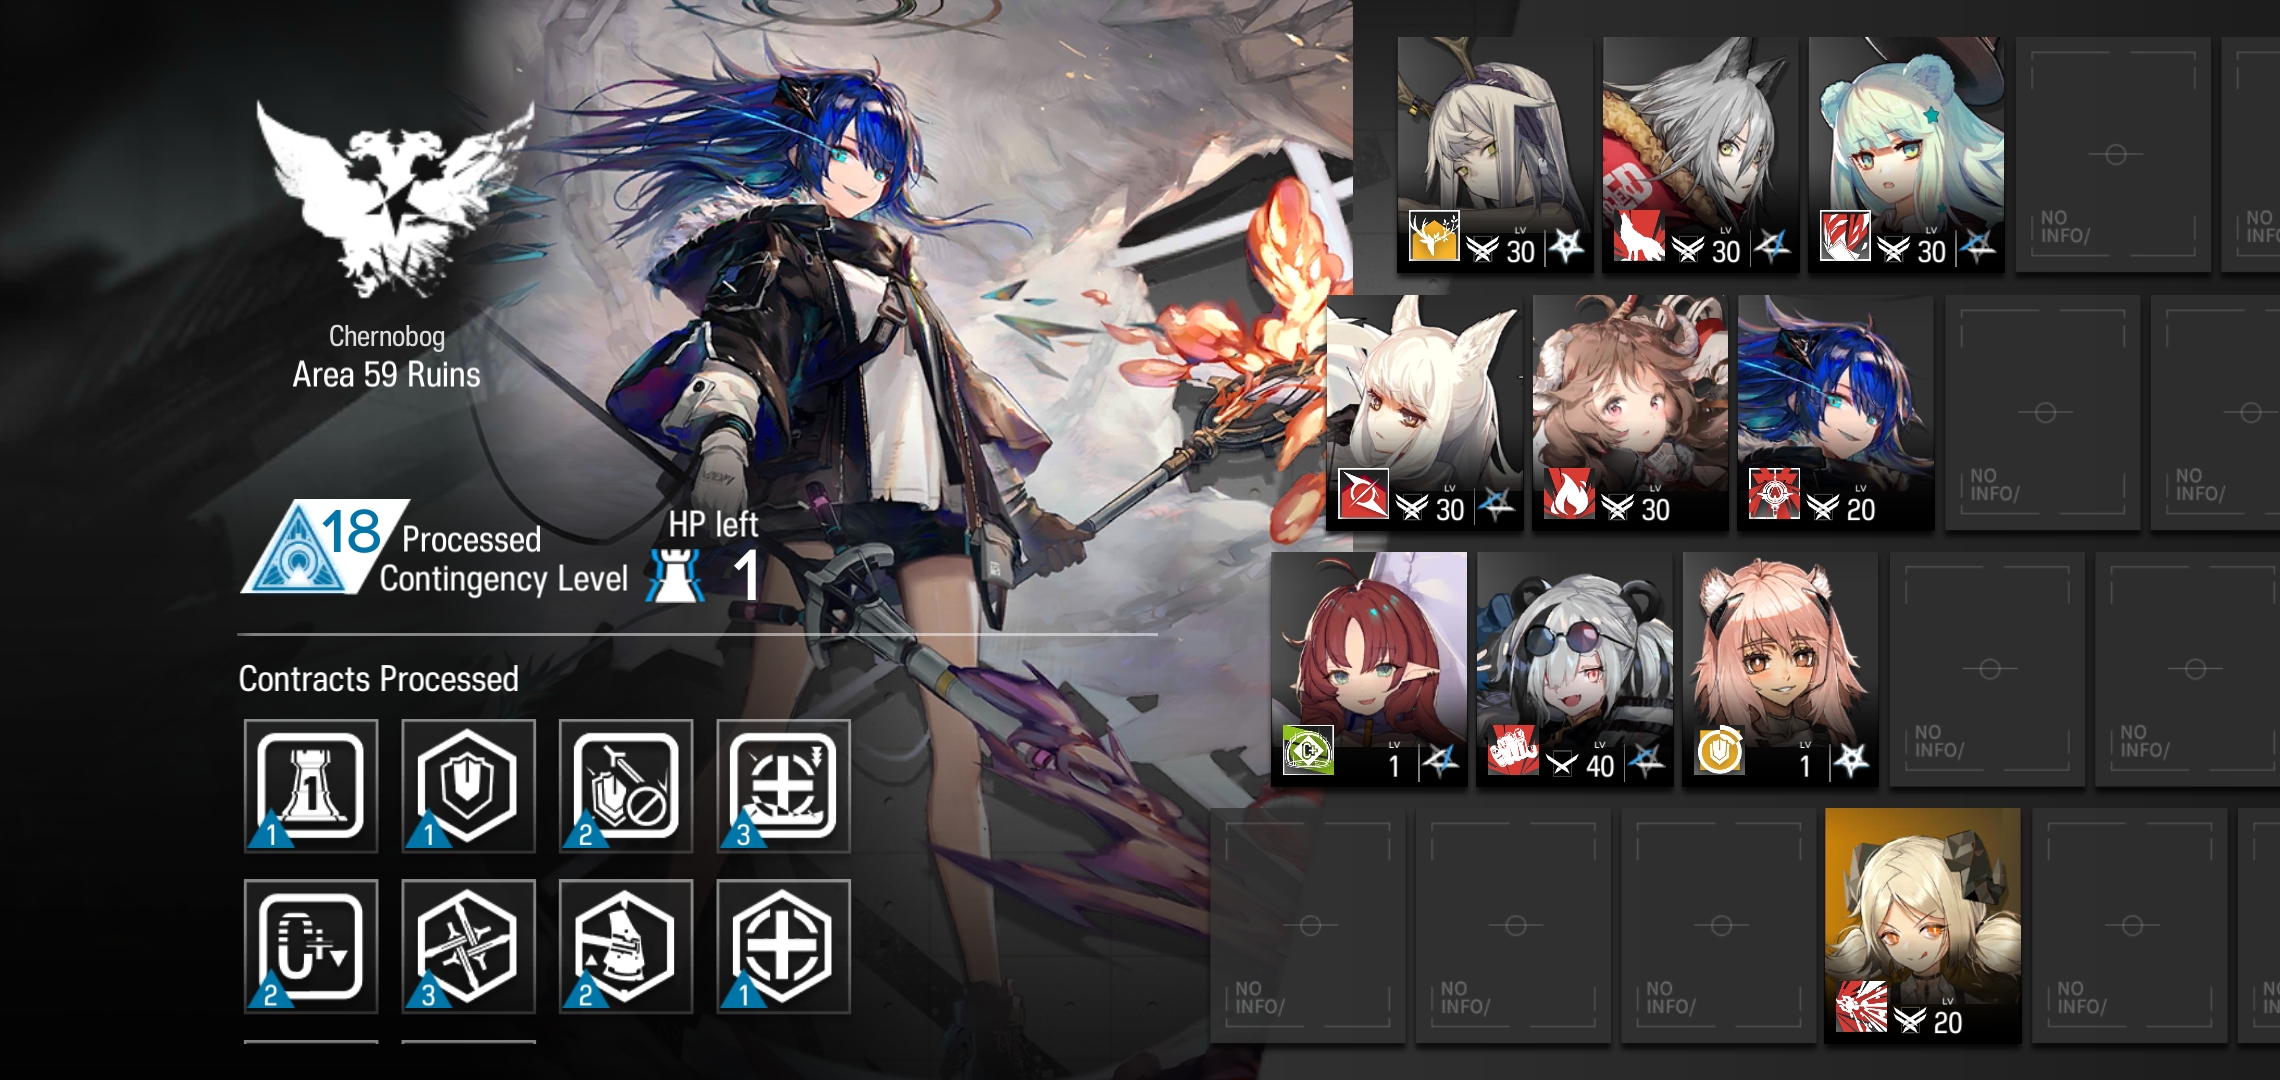 Chernobog
Area 59 Ruins
18
Processed
Contingency Level
HP left
1
Contracts Processed
1
1
1
2
3
2
3
2
1
LV
30
LV
30
LV
30
NO
INFO/
NO
LV
30
LV
30
LV
20
NO
INFO/
NO
INFO/
LV
1
LV
40
LV
1
NO
INFO/
NO
INFO/
NO
INFO/
NO
INFO/
NO
INFO/
LV
20
NO
INFO/